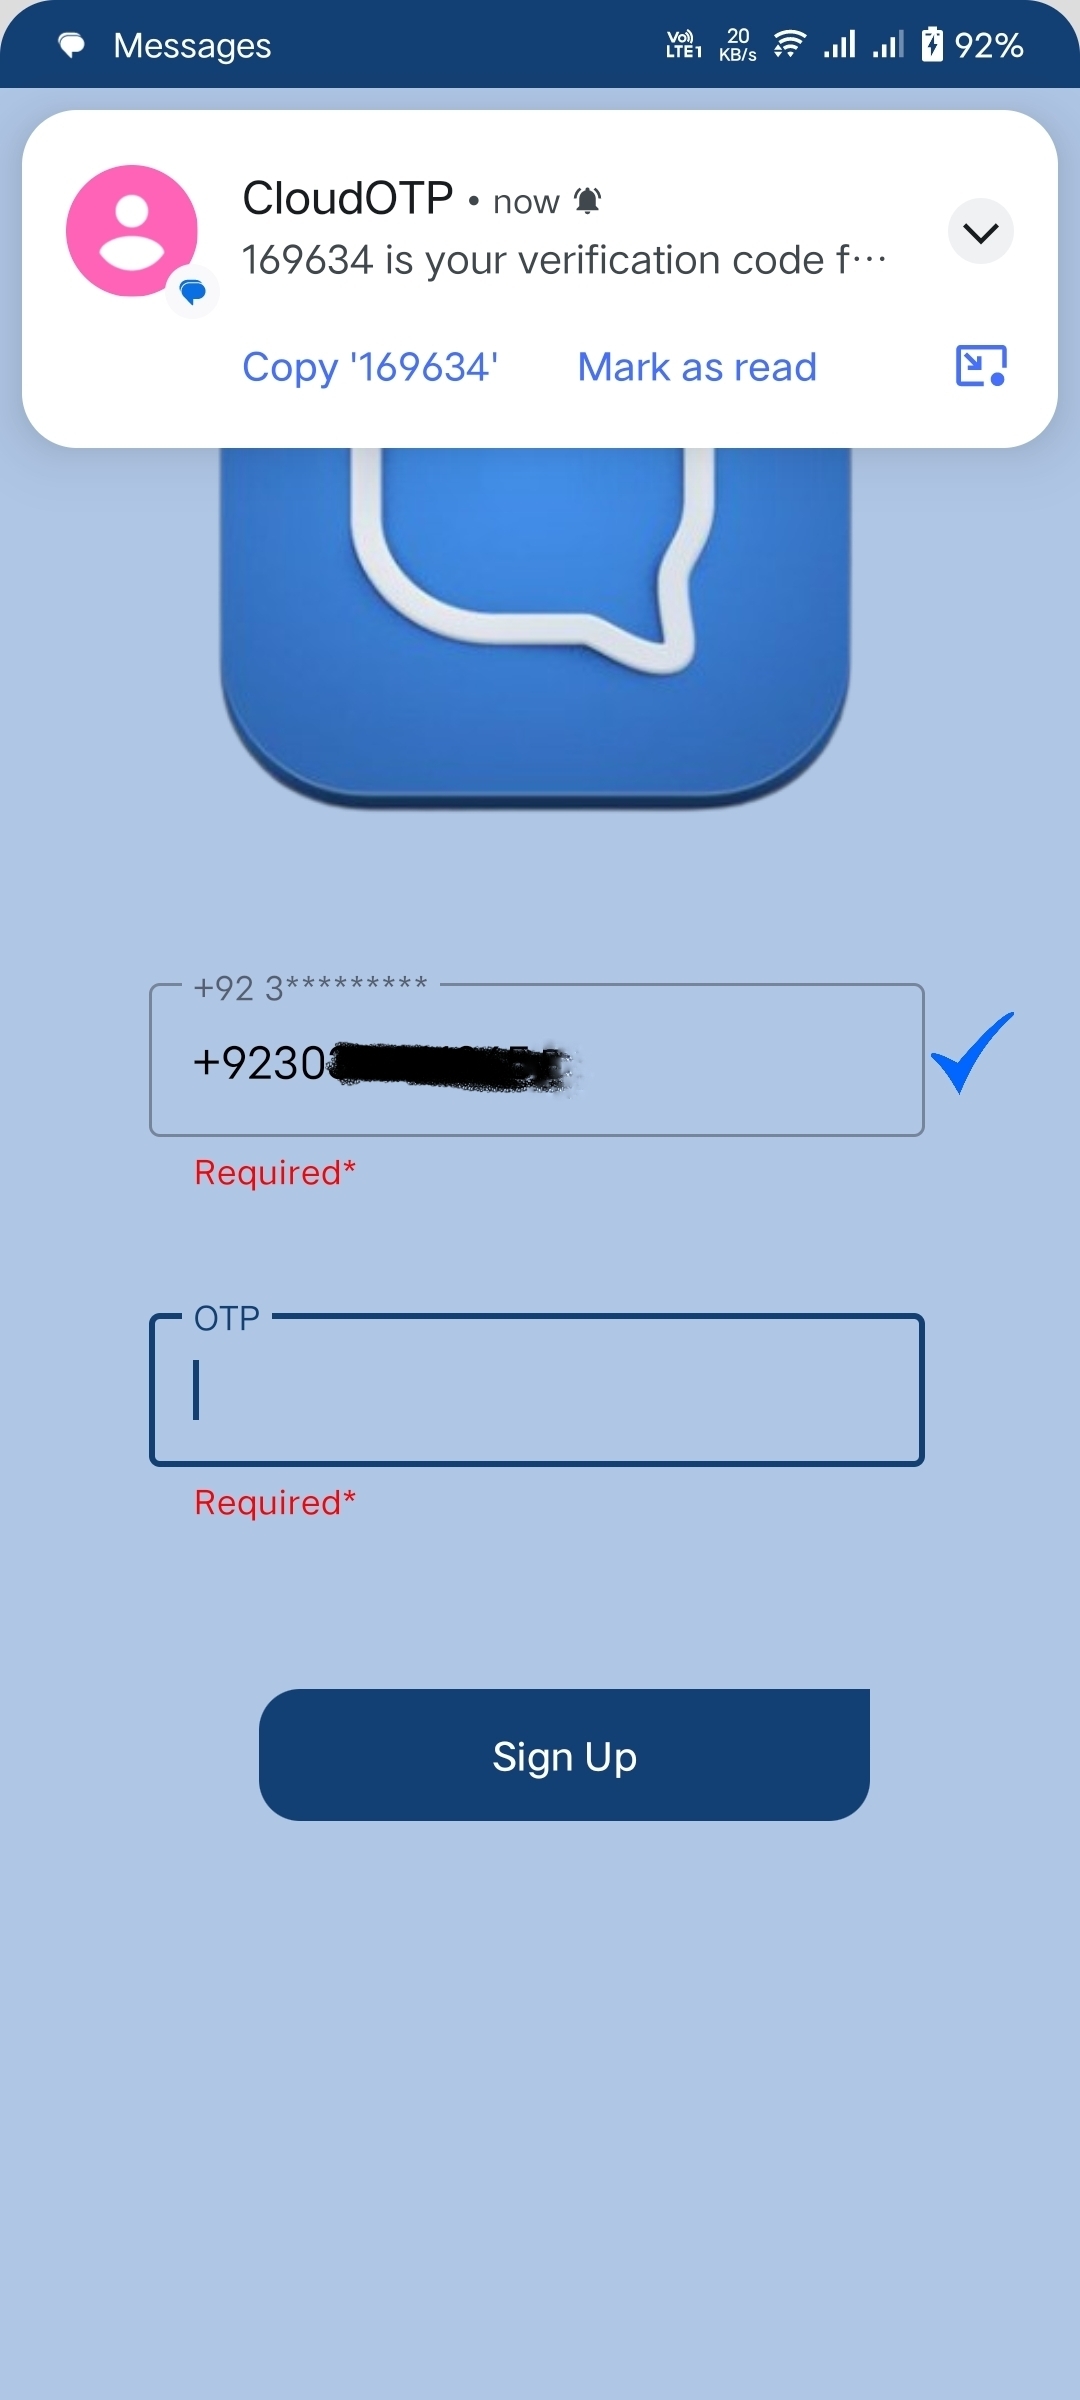 Messages
Vo)) LTE1 20 KB/s 92%
CloudOTP • now
169634 is your verification code f···
Copy '169634' Mark as read
+92 3*********
+9230
Required*
OTP
Required*
Sign Up